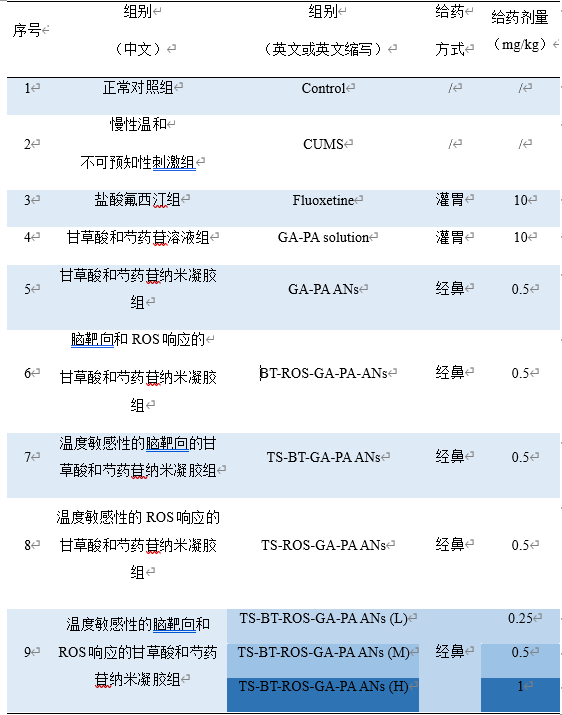 序号
组别
（中文）
组别
（英文或英文缩写）
给药
方式
给药剂量
（mg/kg）
1
正常对照组
Control
/
/
2
慢性温和
不可预知性刺激组
CUMS
/
/
3
盐酸氟西汀组
Fluoxetine
灌胃
10
4
甘草酸和芍药苷溶液组
GA-PA solution
灌胃
10
5
甘草酸和芍药苷纳米凝胶
组
GA-PA ANs
经鼻
0.5
6
脑靶向和 ROS 响应的
甘草酸和芍药苷纳米凝胶
组
BT-ROS-GA-PA-ANs
经鼻
0.5
7
温度敏感性的脑靶向的甘
草酸和芍药苷纳米凝胶组
TS-BT-GA-PA ANs
经鼻
0.5
8
温度敏感性的 ROS 响应的
甘草酸和芍药苷纳米凝胶
组
TS-ROS-GA-PA ANs
经鼻
0.5
9
温度敏感性的脑靶向和
ROS 响应的甘草酸和芍药
苷纳米凝胶组
TS-BT-ROS-GA-PA ANs (L)
经鼻
0.25
TS-BT-ROS-GA-PA ANs (M)
0.5
TS-BT-ROS-GA-PA ANs (H)
1